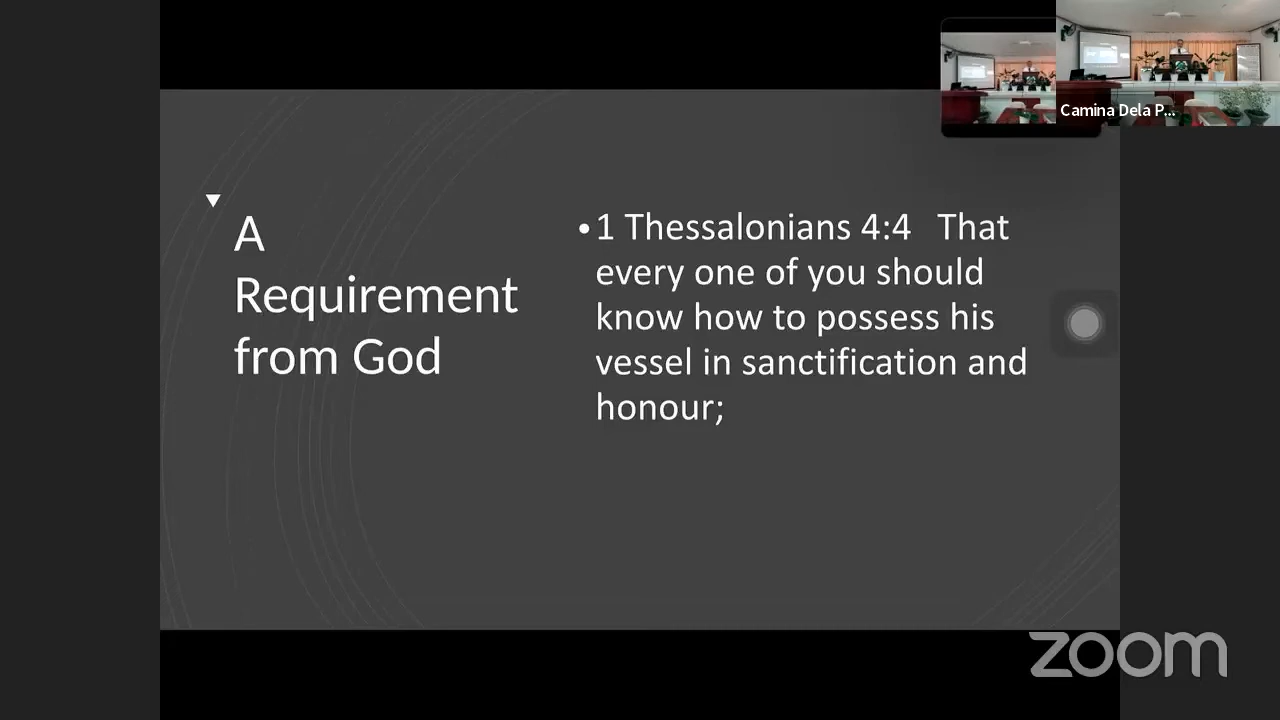 Camina Dela P...
A
Requirement
from God
•1 Thessalonians 4:4 That
every one of you should
know how to possess his
vessel in sanctification and
honour;
zoom